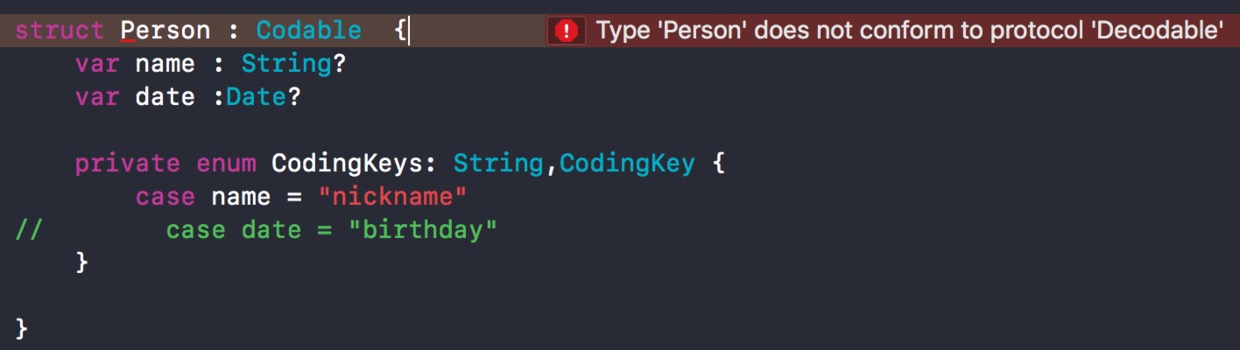 struct Person : Codable  { Type 'Person' does not conform to protocol 'Decodable'
    var name : String?
    var date :Date?
    private enum CodingKeys: String,CodingKey {
        case name = "nickname"
//        case date = "birthday"
    }
}